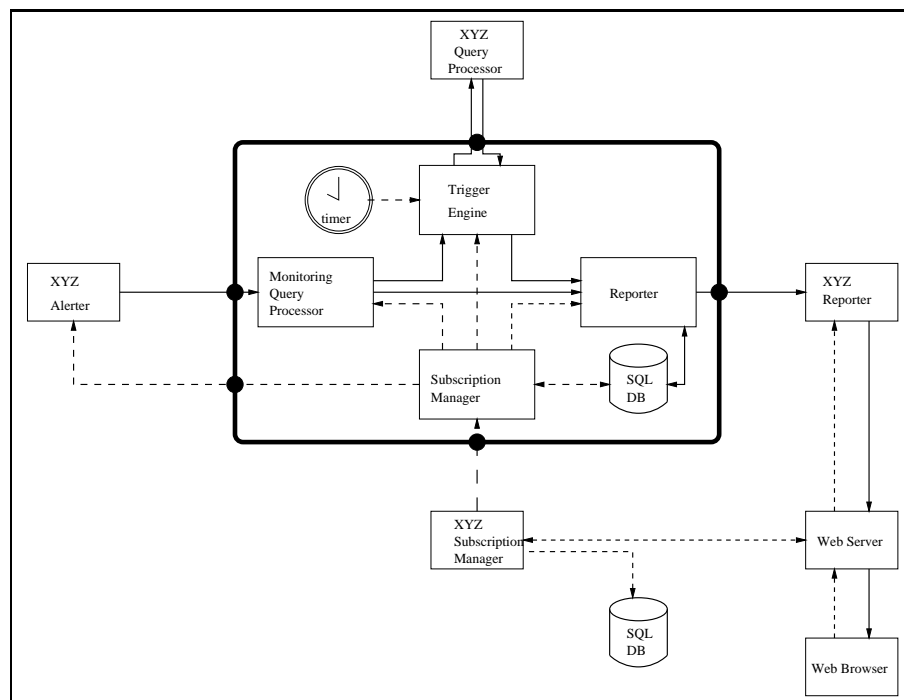 XYZ
Query
Processor
timer
Trigger
Engine
XYZ
Alerter
Monitoring
Query
Processor
Reporter
XYZ
Reporter
Subscription
Manager
SQL
DB
XYZ
Subscription
Manager
Web Server
SQL
DB
Web Browser